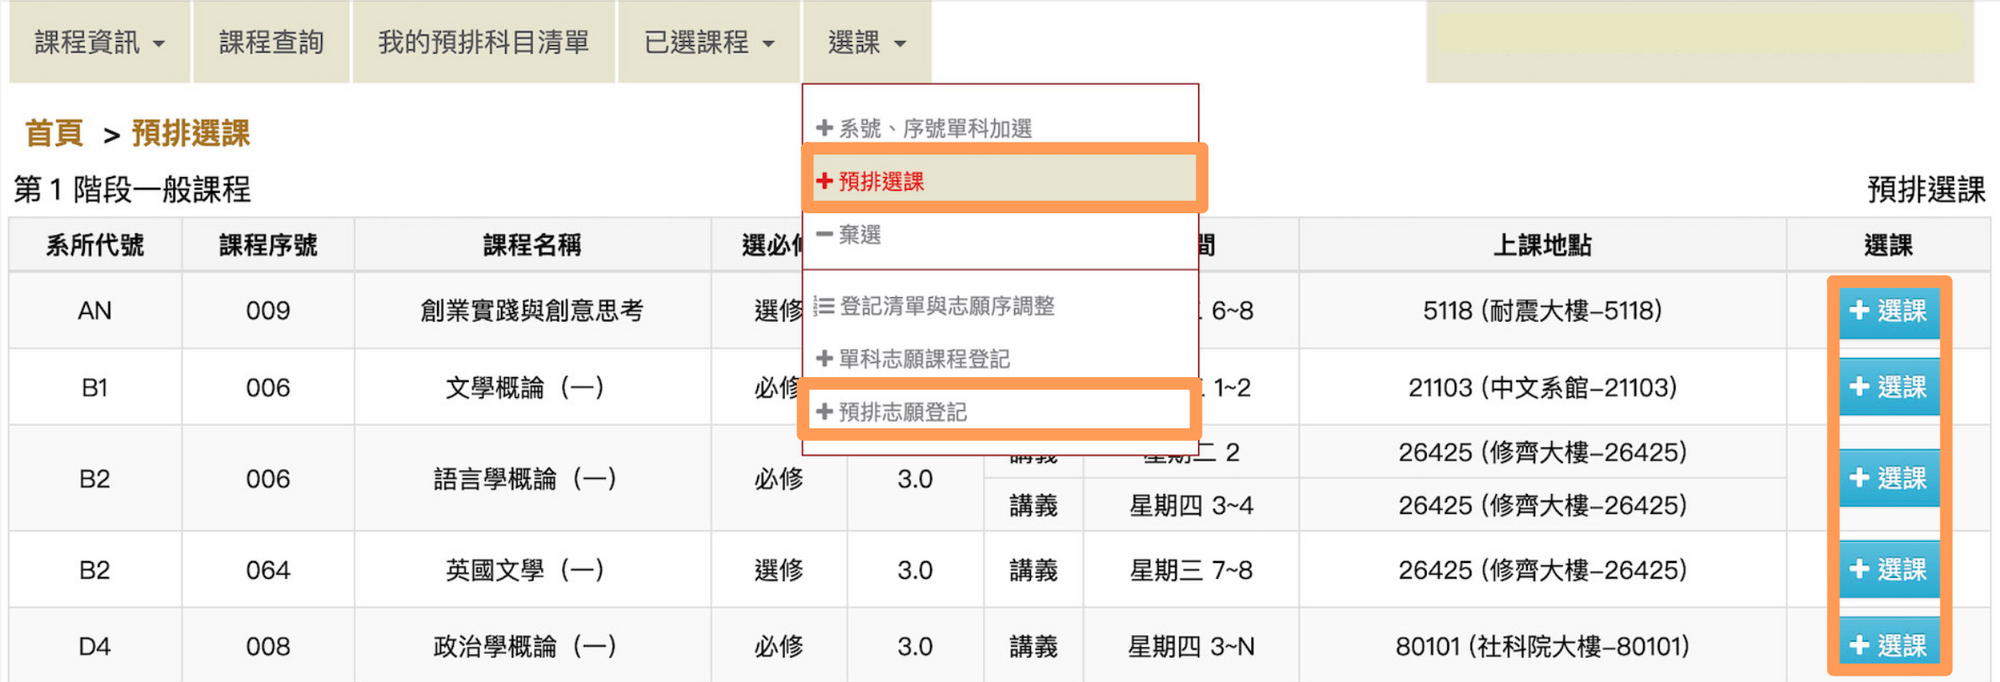 課程資訊 課程查詢 我的預排科目清單 已選課程 選課
首頁 > 預排選課
第 1 階段一般課程
預排選課
系號、序號單科加選
預排選課
棄選
登記清單與志願序調整
單科志願課程登記
預排志願登記
系所代號 課程序號 課程名稱 選必 間 上課地點 選課
AN 009 創業實踐與創意思考 選修 6~8 5118 (耐震大樓–5118) 選課
B1 006 文學概論（一） 必修 1~2 21103 (中文系館–21103) 選課
B2 006 語言學概論（一） 必修 3.0 講義 星期二 2 26425 (修齊大樓–26425) 選課
講義 星期四 3~4 26425 (修齊大樓–26425)
B2 064 英國文學（一） 選修 3.0 講義 星期三 7~8 26425 (修齊大樓–26425) 選課
D4 008 政治學概論（一） 必修 3.0 講義 星期四 3~N 80101 (社科院大樓–80101) 選課